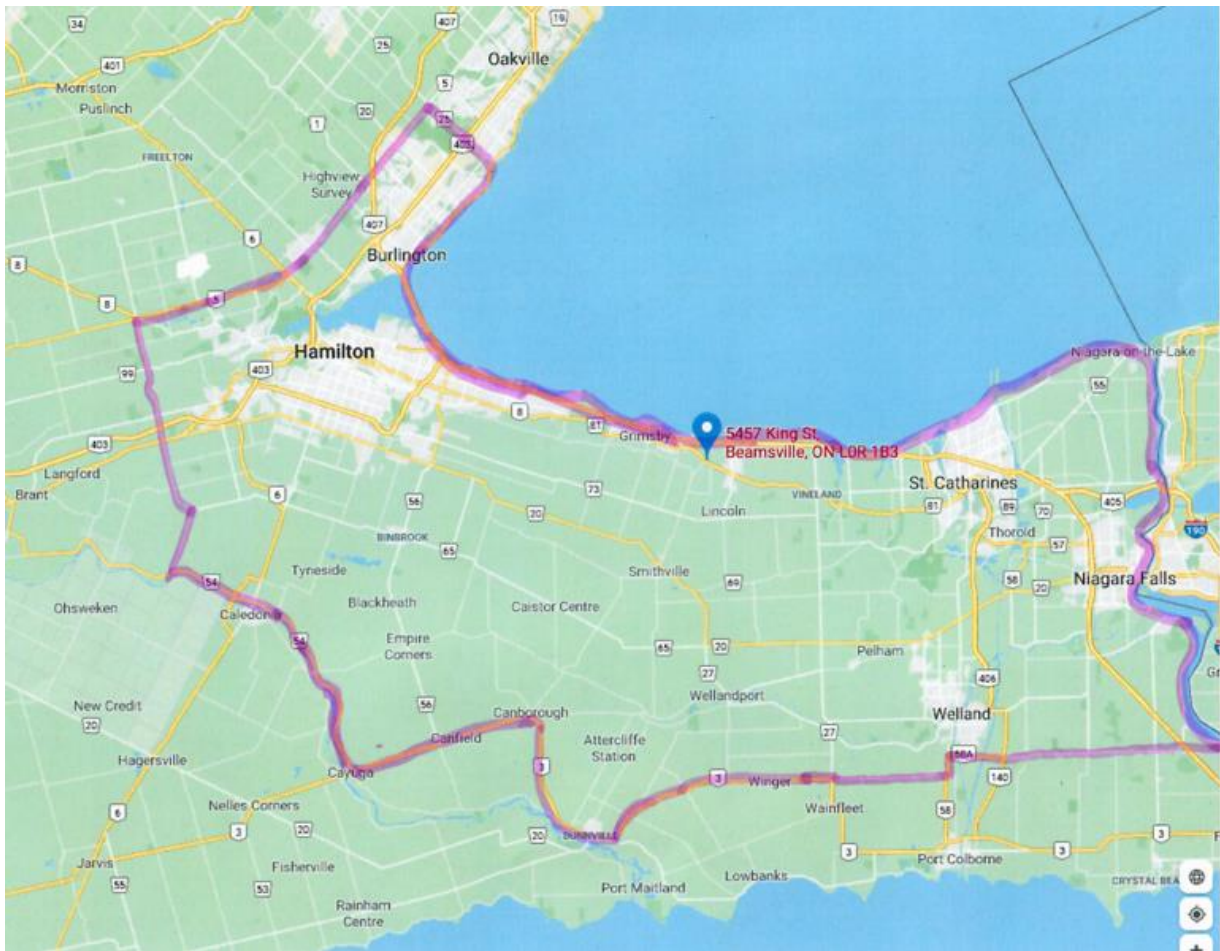 34
25
407
19
401
Oakville
Morriston
Puslinch
5
20
1
25
403
FREELTON
Highview
Survey
407
6
Burlington
8
8
5
Hamilton
Niagara-on-the-Lake
99
403
55
8
81
Grimsby
5457 King St,
Beamsville, ON L0R 1B3
403
Langford
Brant
6
56
73
20
VINELAND
Lincoln
St. Catharines
81
89
70
405
190
BINBROOK
65
Thorold
57
Tyneside
Smithville
69
58
20
Niagara Falls
54
Ohsweken
Caledonia
Blackheath
Caistor Centre
54
Empire
Corners
65
20
27
Pelham
406
Gr
New Credit
20
56
Wellandport
Canborough
Welland
Hagersville
Canfield
Attercliffe
Station
27
58A
Cayuga
3
3
Winger
140
Nelles Corners
Wainfleet
58
6
3
20
20
DUNNVILLE
3
3
3
Jarvis
Fisherville
Port Colborne
55
53
Lowbanks
Port Maitland
CRYSTAL BEA
Rainham
Centre